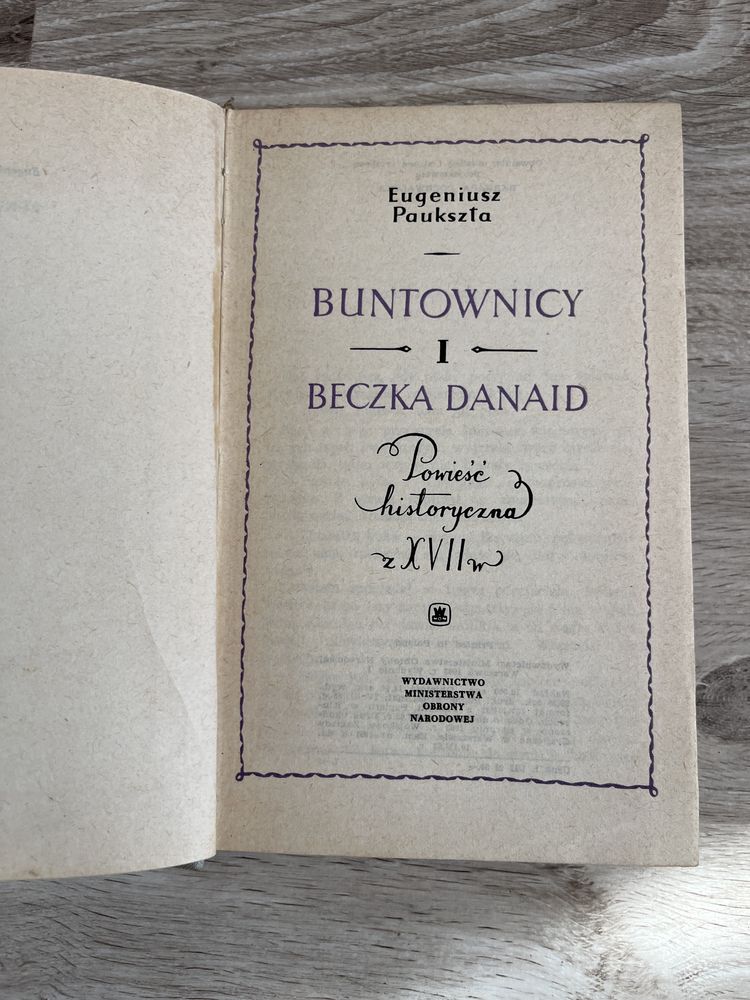 Eugeniusz
Paukszta
BUNTOWNICY
I
BECZKA DANAID
Powieść
historyczna
z XVII w
WYDAWNICTWO
MINISTERSTWA
OBRONY
NARODOWEJ